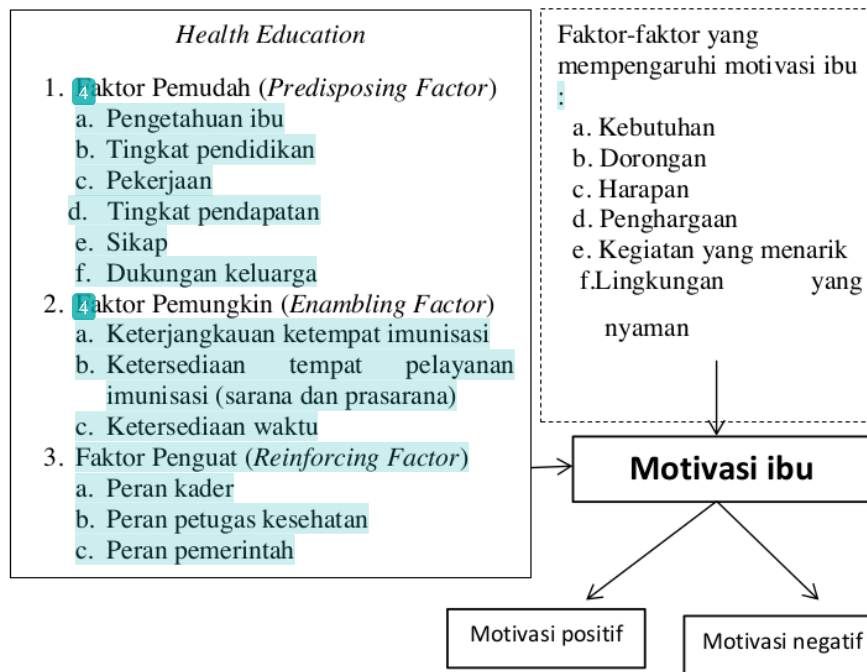 Health Education
1. Faktor Pemudah (Predisposing Factor)
4
a. Pengetahuan ibu
b. Tingkat pendidikan
c. Pekerjaan
d. Tingkat pendapatan
e. Sikap
f. Dukungan keluarga
2. Faktor Pemungkin (Enambling Factor)
4
a. Keterjangkauan ketempat imunisasi
b. Ketersediaan tempat pelayanan
imunisasi (sarana dan prasarana)
c. Ketersediaan waktu
3. Faktor Penguat (Reinforcing Factor)
a. Peran kader
b. Peran petugas kesehatan
c. Peran pemerintah
Faktor-faktor yang
mempengaruhi motivasi ibu
:
a. Kebutuhan
b. Dorongan
c. Harapan
d. Penghargaan
e. Kegiatan yang menarik
f.Lingkungan yang
nyaman
Motivasi ibu
Motivasi positif
Motivasi negatif